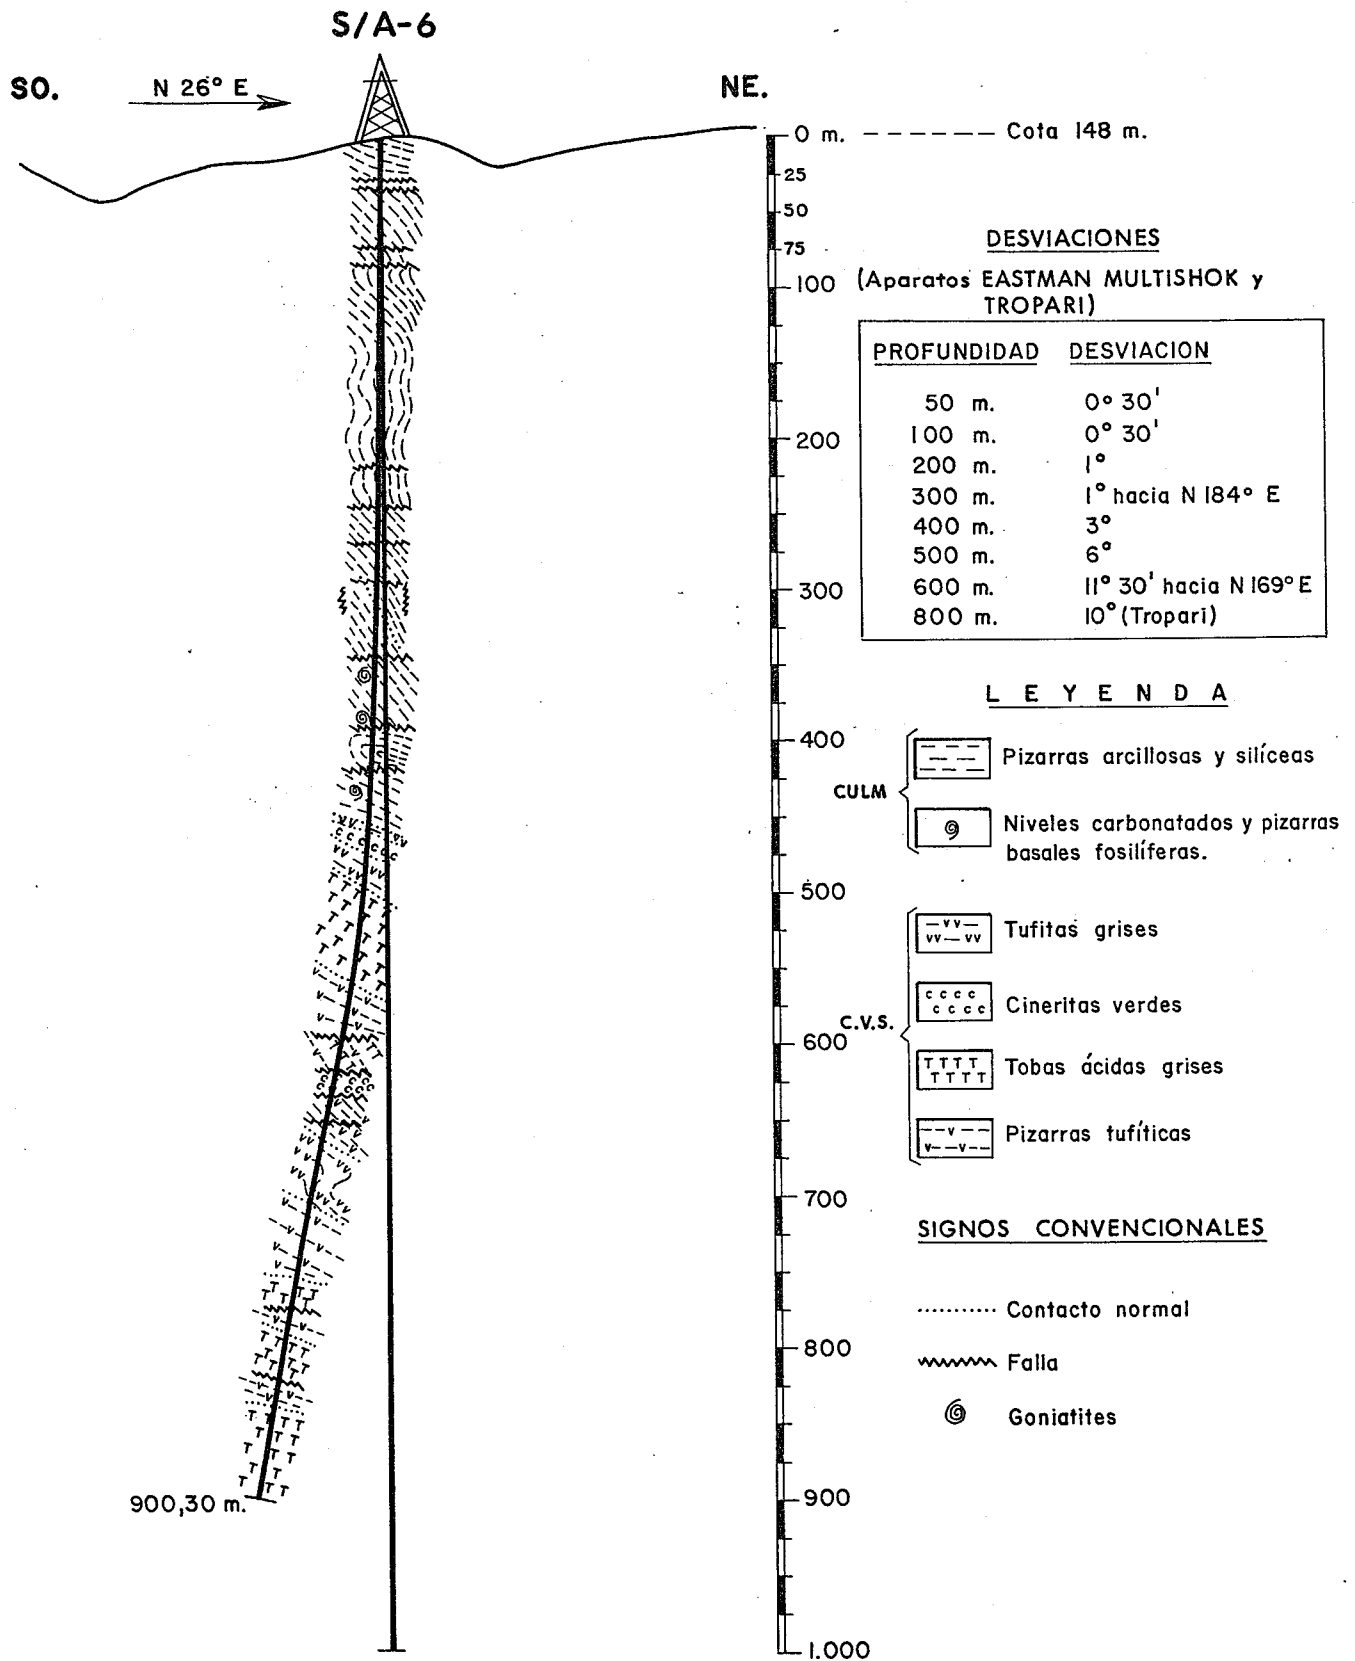 S/A-6
SO.
N 26° E
NE.
0 m.
Cota 148 m.
25
50
75
100
200
300
400
500
600
700
800
900
1.000
900,30 m.
DESVIACIONES
(Aparatos EASTMAN MULTISHOK y
TROPARI)
PROFUNDIDAD DESVIACION
50 m. 0° 30'
100 m. 0° 30'
200 m. 1°
300 m. 1° hacia N 184° E
400 m. 3°
500 m. 6°
600 m. 11° 30' hacia N 169° E
800 m. 10° (Tropari)
LEYENDA
CULM
Pizarras arcillosas y silíceas
Niveles carbonatados y pizarras
basales fosilíferas.
C.V.S.
Tufitas grises
Cineritas verdes
Tobas ácidas grises
Pizarras tufíticas
SIGNOS CONVENCIONALES
Contacto normal
Falla
Goniatites